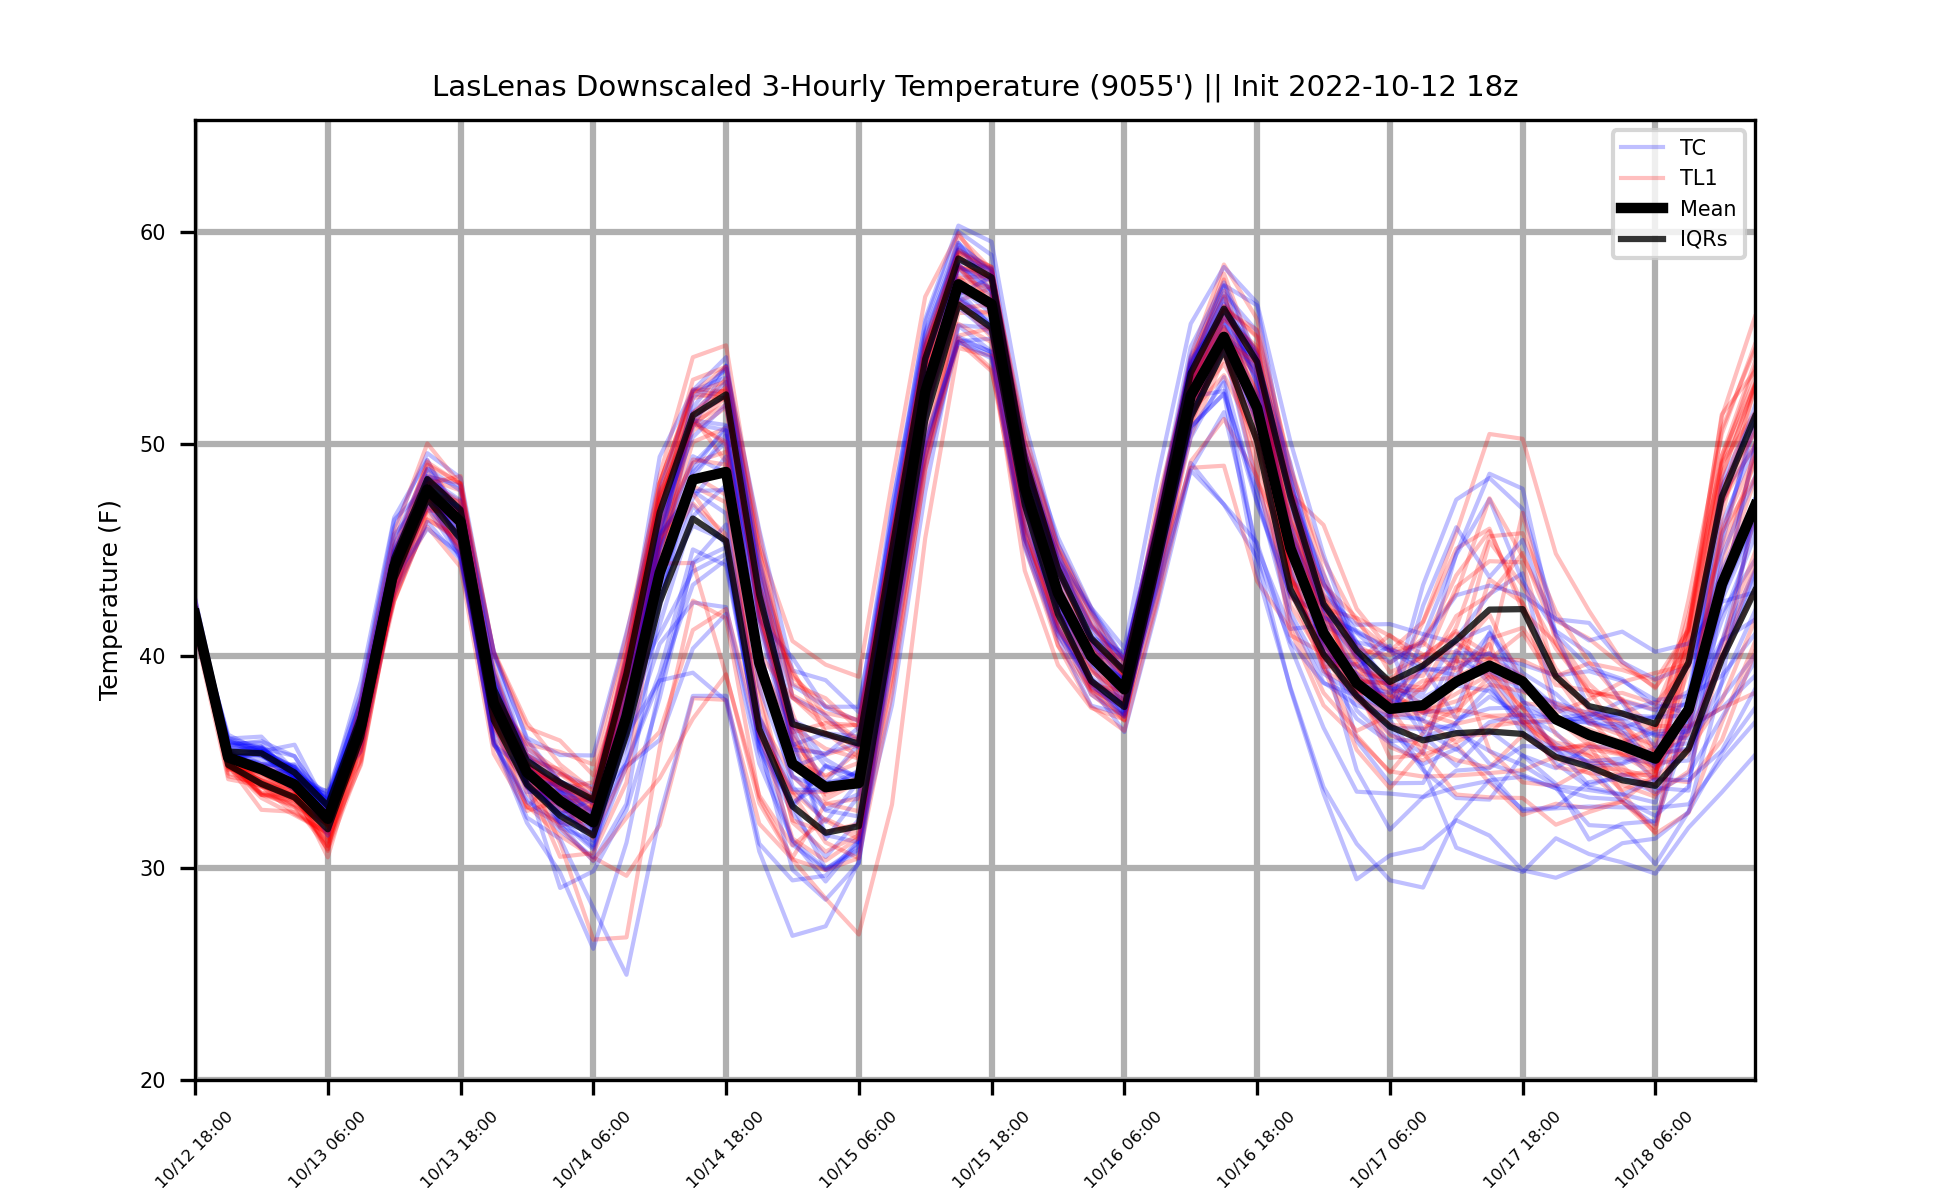 LasLenas Downscaled 3-Hourly Temperature (9055') || Init 2022-10-12 18z
TC
TL1
Mean
IQRs
Temperature (F)
60
50
40
30
20
10/12 18:00
10/13 06:00
10/13 18:00
10/14 06:00
10/14 18:00
10/15 06:00
10/15 18:00
10/16 06:00
10/16 18:00
10/17 06:00
10/17 18:00
10/18 06:00